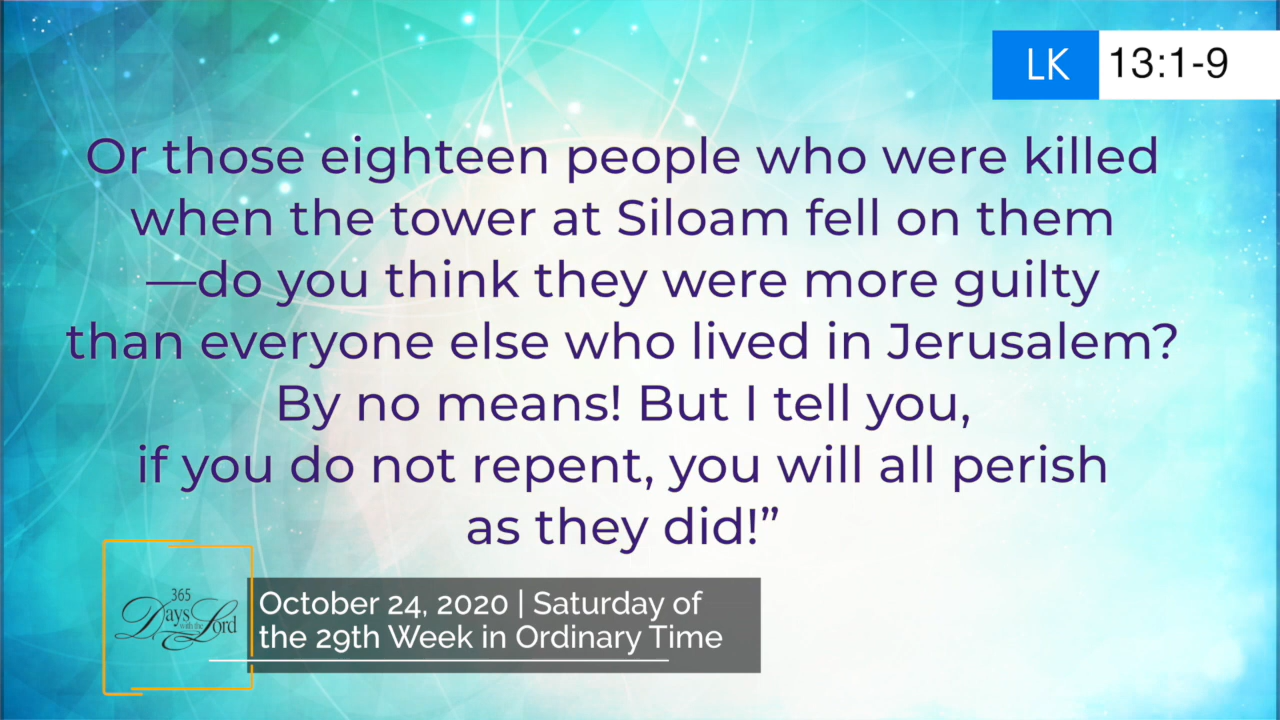 LK 13:1-9
Or those eighteen people who were killed
when the tower at Siloam fell on them
—do you think they were more guilty
than everyone else who lived in Jerusalem?
By no means! But I tell you,
if you do not repent, you will all perish
as they did!”
365
Days with the Lord
October 24, 2020 | Saturday of
the 29th Week in Ordinary Time